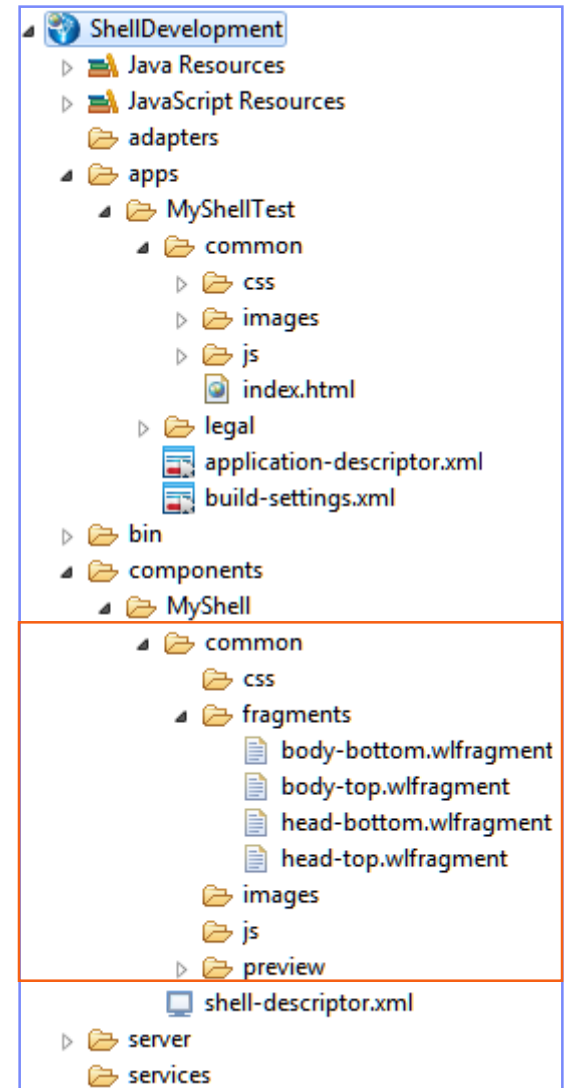 ShellDevelopment
Java Resources
JavaScript Resources
adapters
apps
MyShellTest
common
css
images
js
index.html
legal
application-descriptor.xml
build-settings.xml
bin
components
MyShell
common
css
fragments
body-bottom.wlfragment
body-top.wlfragment
head-bottom.wlfragment
head-top.wlfragment
images
js
preview
shell-descriptor.xml
server
services